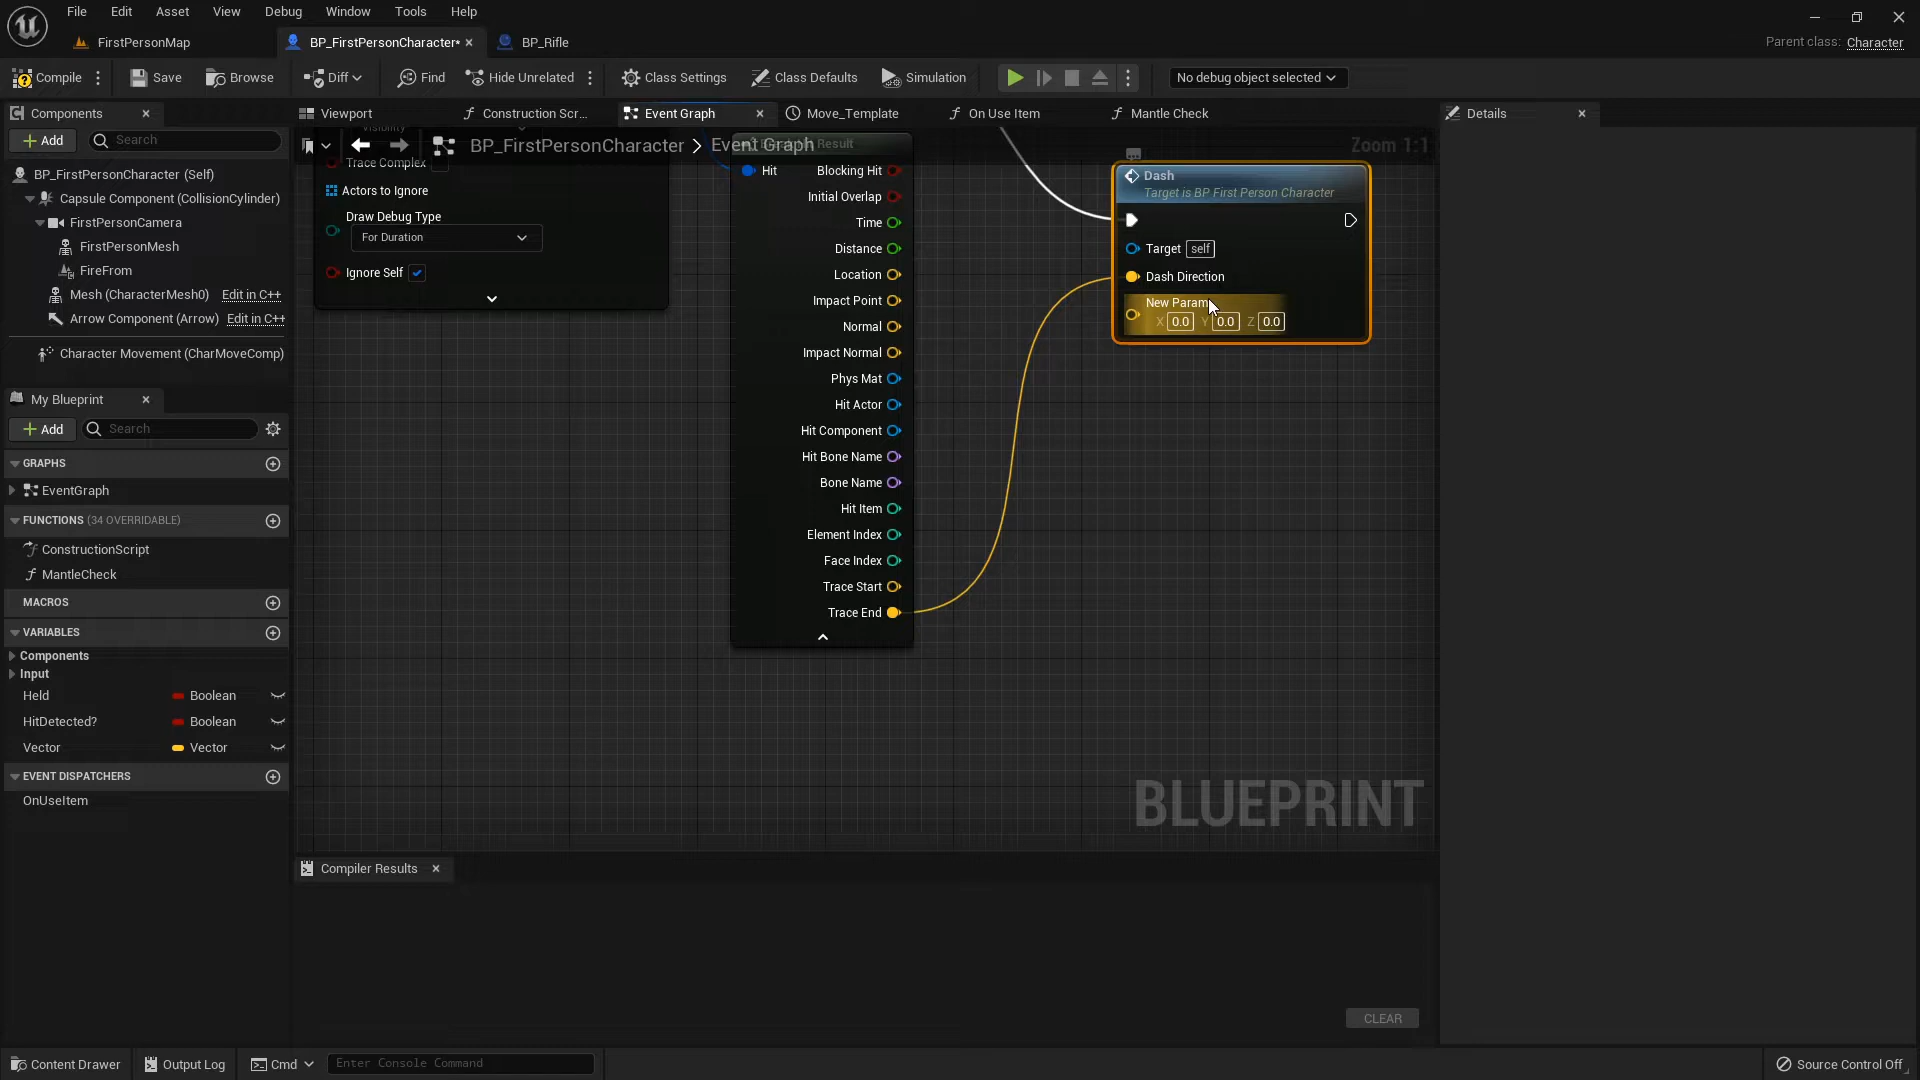 File Edit Asset View Debug Window Tools Help
FirstPersonMap BP_FirstPersonCharacter* BP_Rifle
Parent class: Character
Compile Save Browse Diff Find Hide Unrelated Class Settings Class Defaults Simulation No debug object selected
Components
Viewport Construction Scr... Event Graph Move_Template On Use Item Mantle Check
Details
Add Search
BP_FirstPersonCharacter Event Graph Zoom 1:1
BP_FirstPersonCharacter (Self)
Capsule Component (CollisionCylinder)
FirstPersonCamera
FirstPersonMesh
FireFrom
Mesh (CharacterMesh0) Edit in C++
Arrow Component (Arrow) Edit in C++
Character Movement (CharMoveComp)
My Blueprint
Add Search
GRAPHS
EventGraph
FUNCTIONS (34 OVERRIDABLE)
ConstructionScript
MantleCheck
MACROS
VARIABLES
Components
Input
Held Boolean
HitDetected? Boolean
Vector Vector
EVENT DISPATCHERS
OnUseItem
Visibility
Trace Complex
Actors to Ignore
Draw Debug Type
For Duration
Ignore Self
Result
Hit Blocking Hit
Initial Overlap
Time
Distance
Location
Impact Point
Normal
Impact Normal
Phys Mat
Hit Actor
Hit Component
Hit Bone Name
Bone Name
Hit Item
Element Index
Face Index
Trace Start
Trace End
Dash
Target is BP First Person Character
Target self
Dash Direction
New Param
X 0.0 Y 0.0 Z 0.0
BLUEPRINT
Compiler Results
CLEAR
Content Drawer Output Log Cmd Enter Console Command Source Control Off